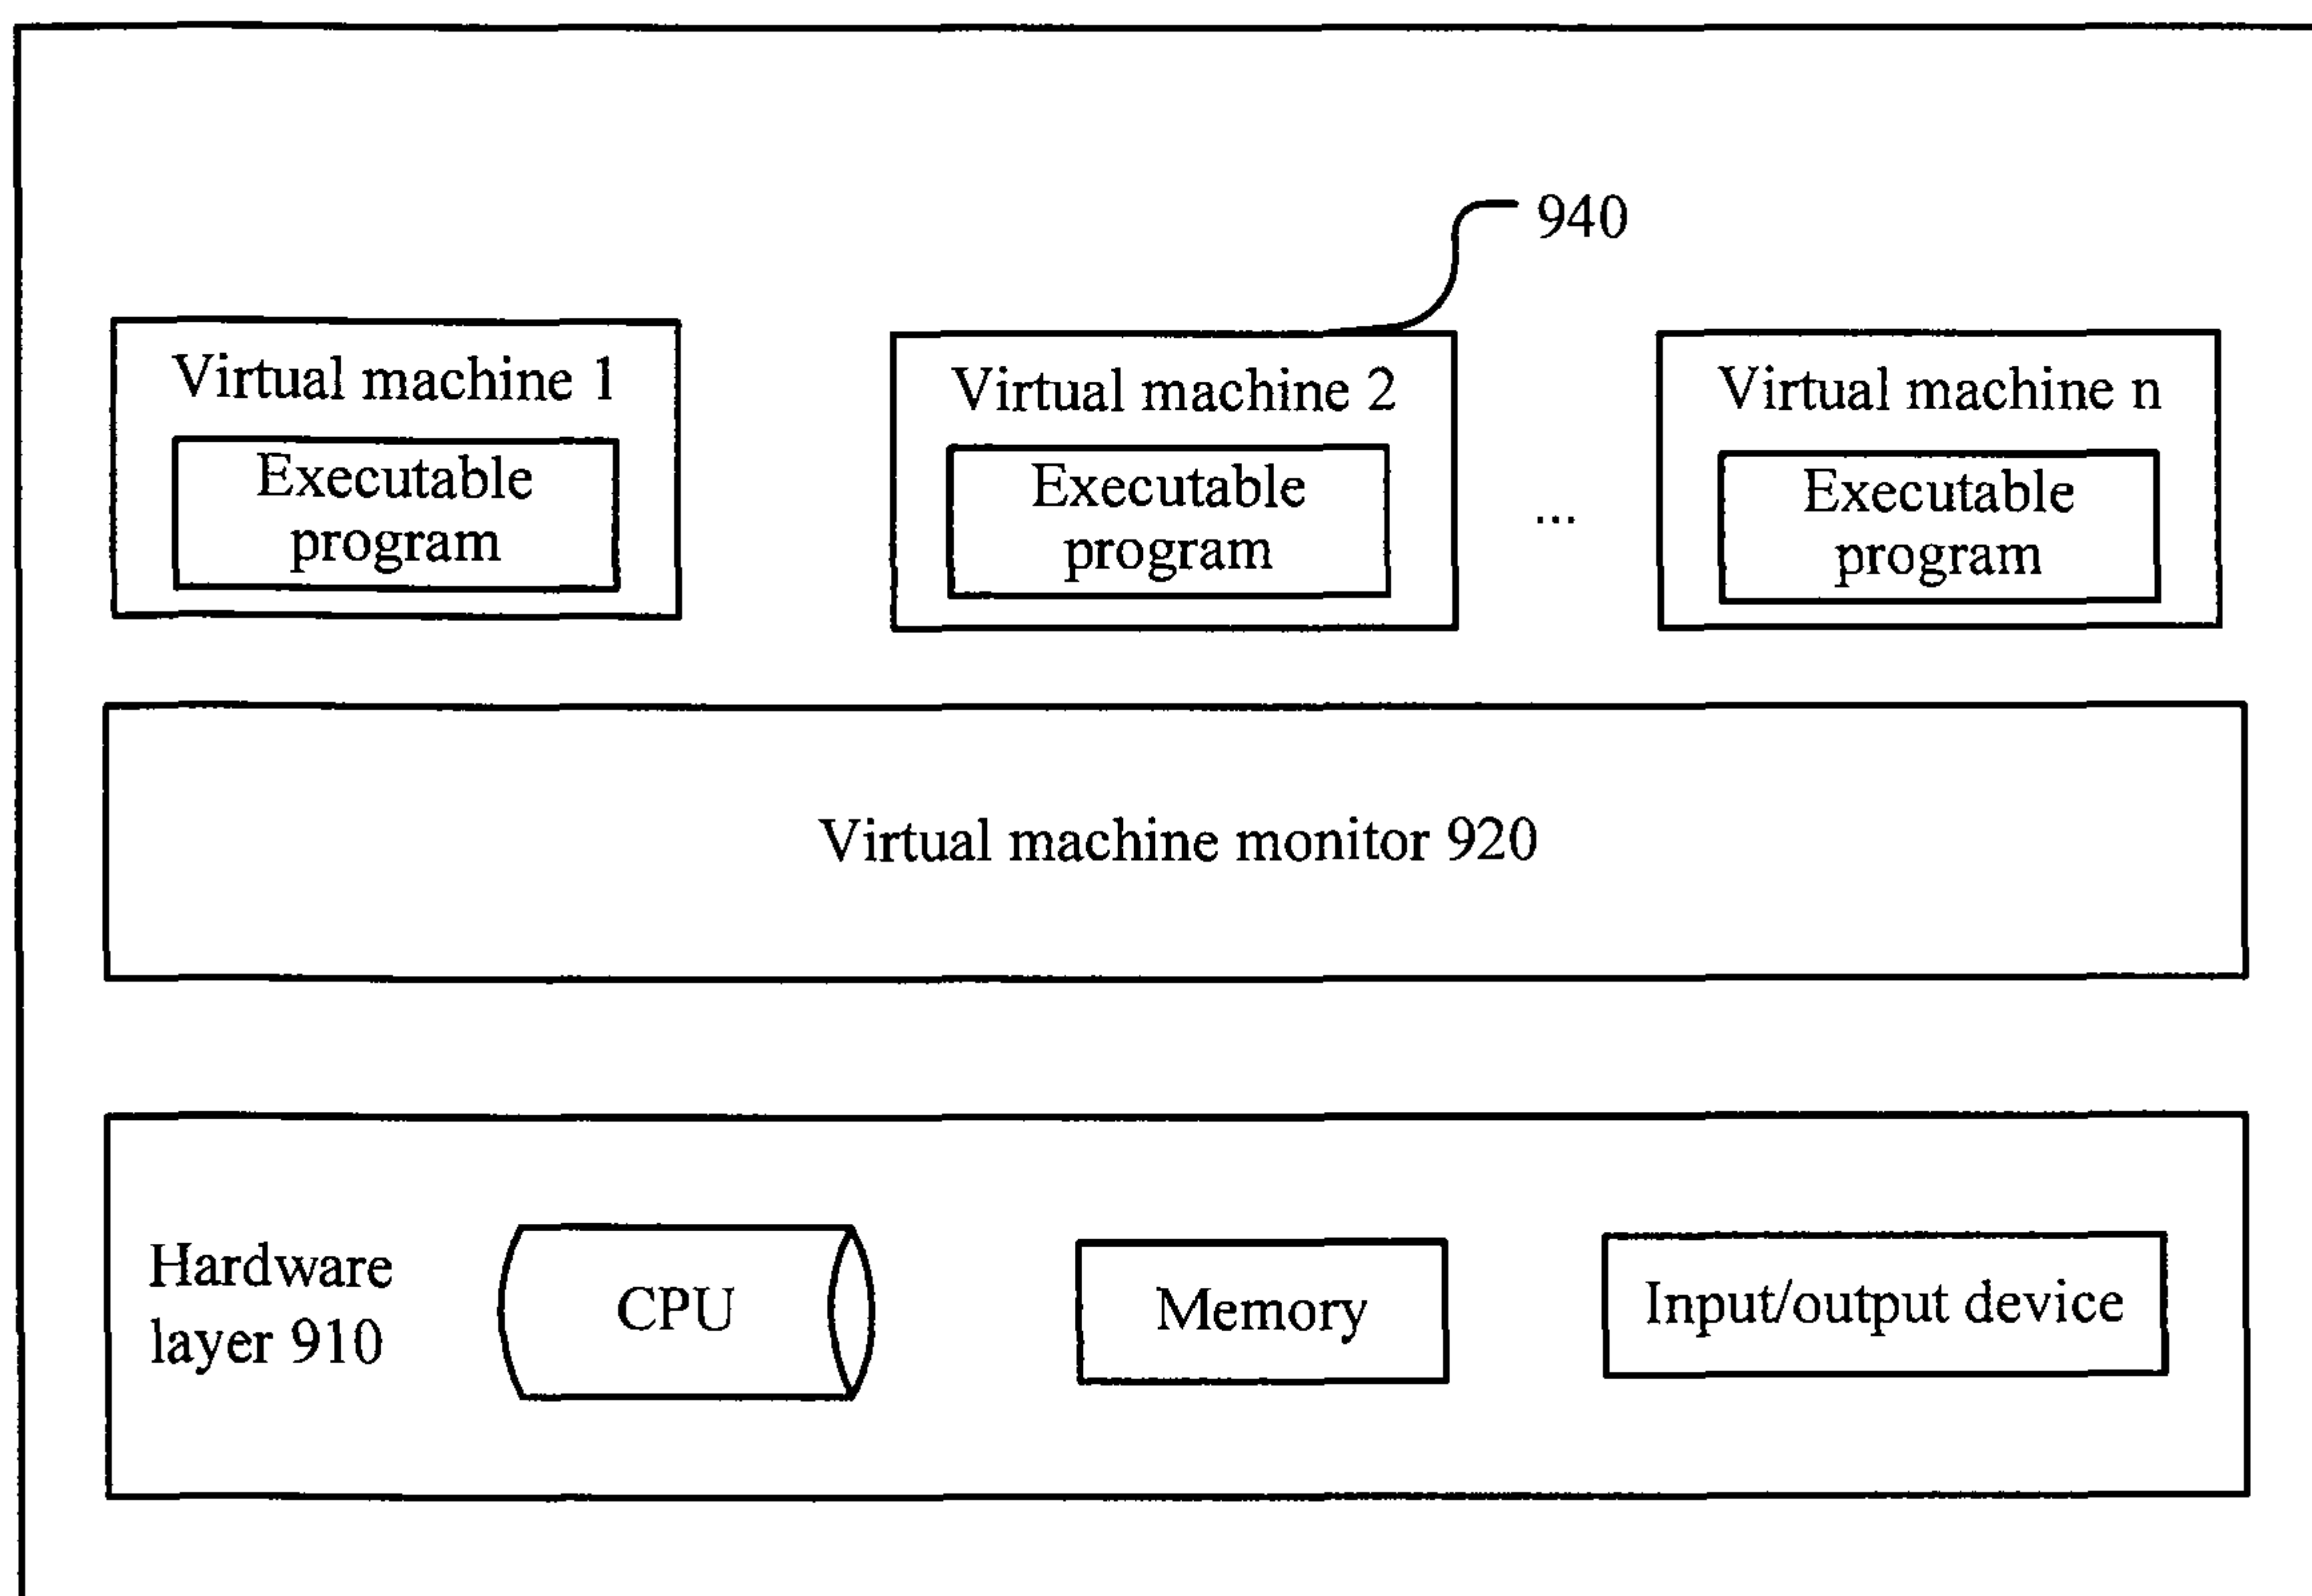 940
Virtual machine 1
Executable
program
Virtual machine 2
Executable
program
...
Virtual machine n
Executable
program
Virtual machine monitor 920
Hardware
layer 910
CPU
Memory
Input/output device